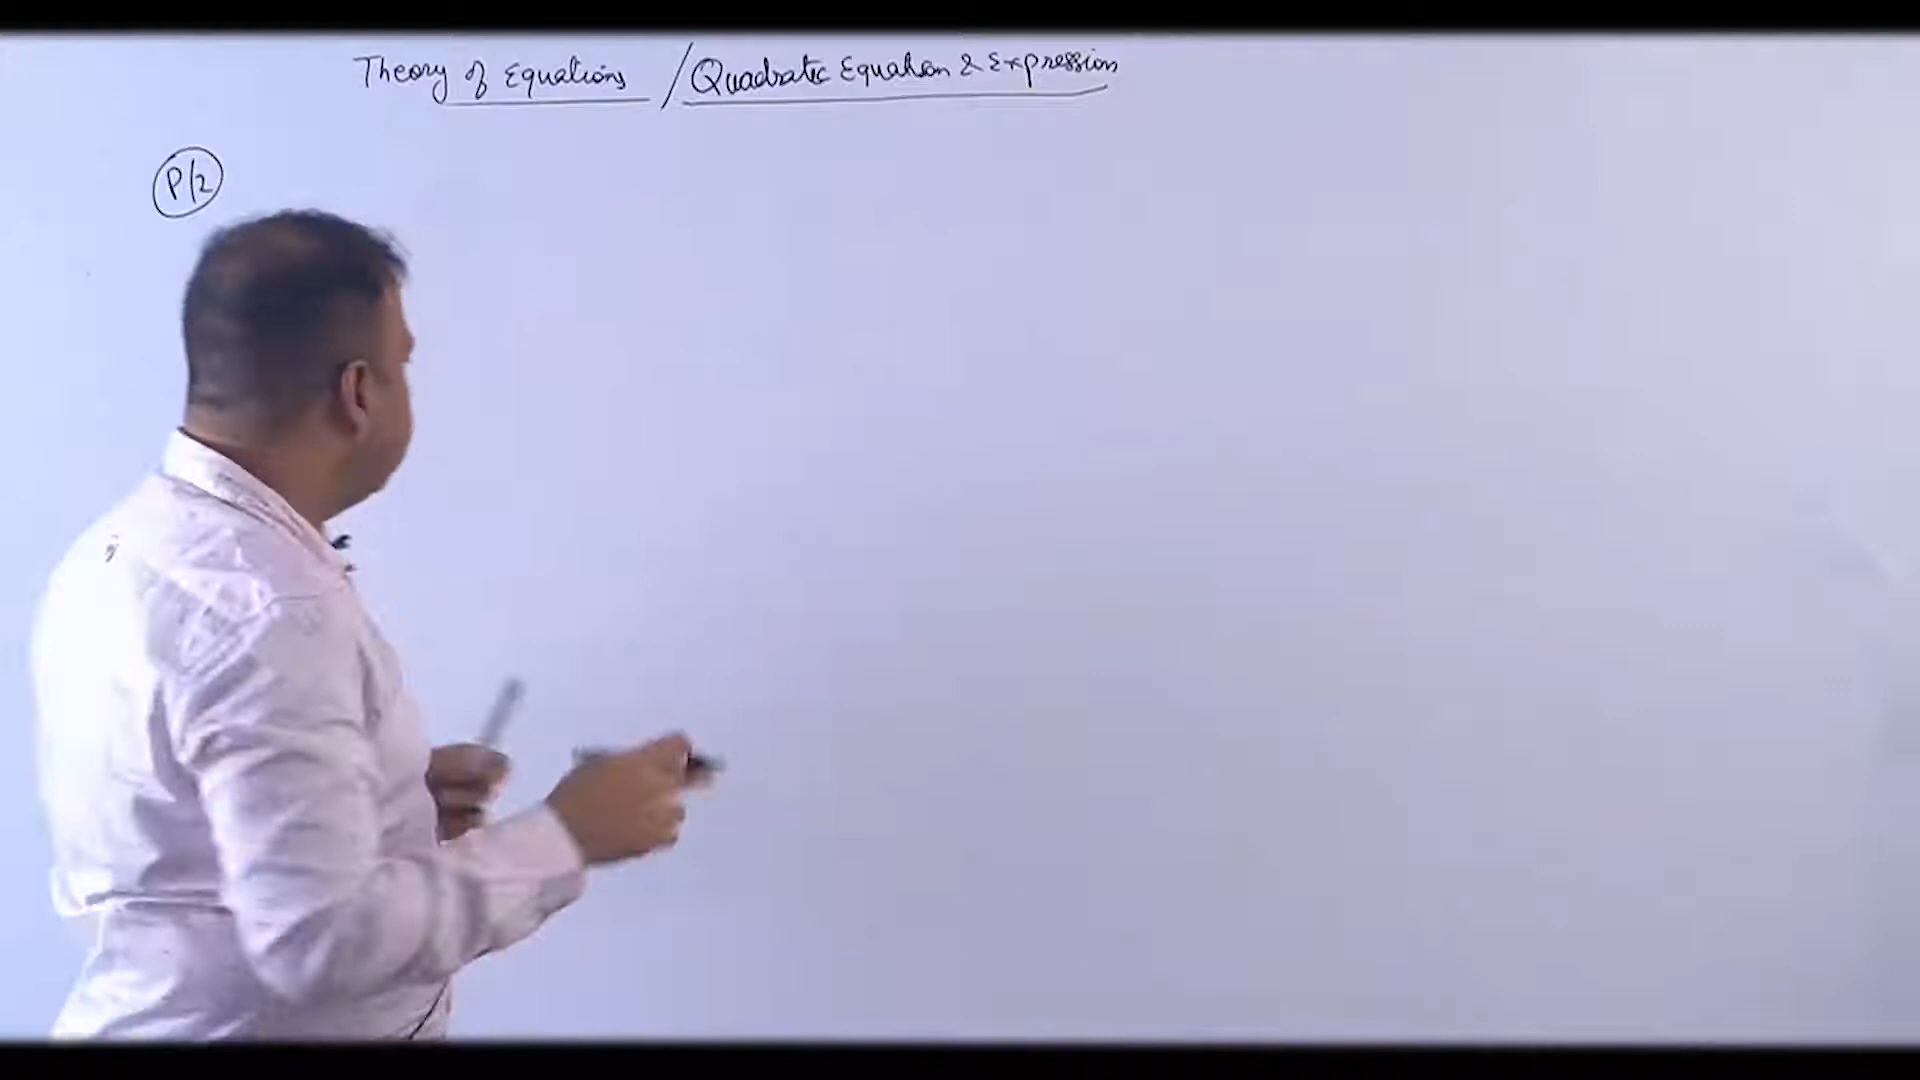 Theory of Equations / Quadratic Equation & Expression
P/2